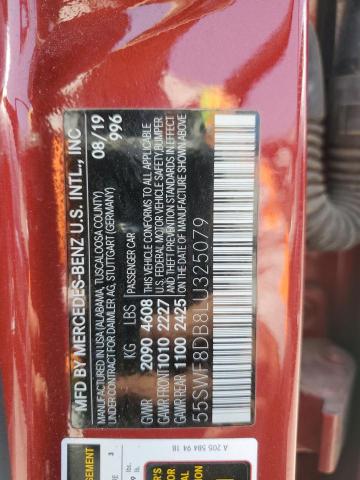 MFD BY MERCEDES-BENZ U.S. INTL., INC
MADE IN USA (ALABAMA, TUSCALOOSA COUNTY)
UNDER CONTRACT FOR DAIMLER AG, STUTTGART (GERMANY)
08/19
996
KG LBS PASSENGER CAR
GVWR 2090 4608 THIS VEHICLE CONFORMS TO ALL APPLICABLE
GAWR FRONT 1010 2227 U.S. FEDERAL MOTOR VEHICLE SAFETY, BUMPER
GAWR REAR 1100 2425 AND THEFT PREVENTION STANDARDS IN EFFECT
ON THE DATE OF MANUFACTURE SHOWN ABOVE.
55SWF8DB8LU325079
A 205 584 94 18